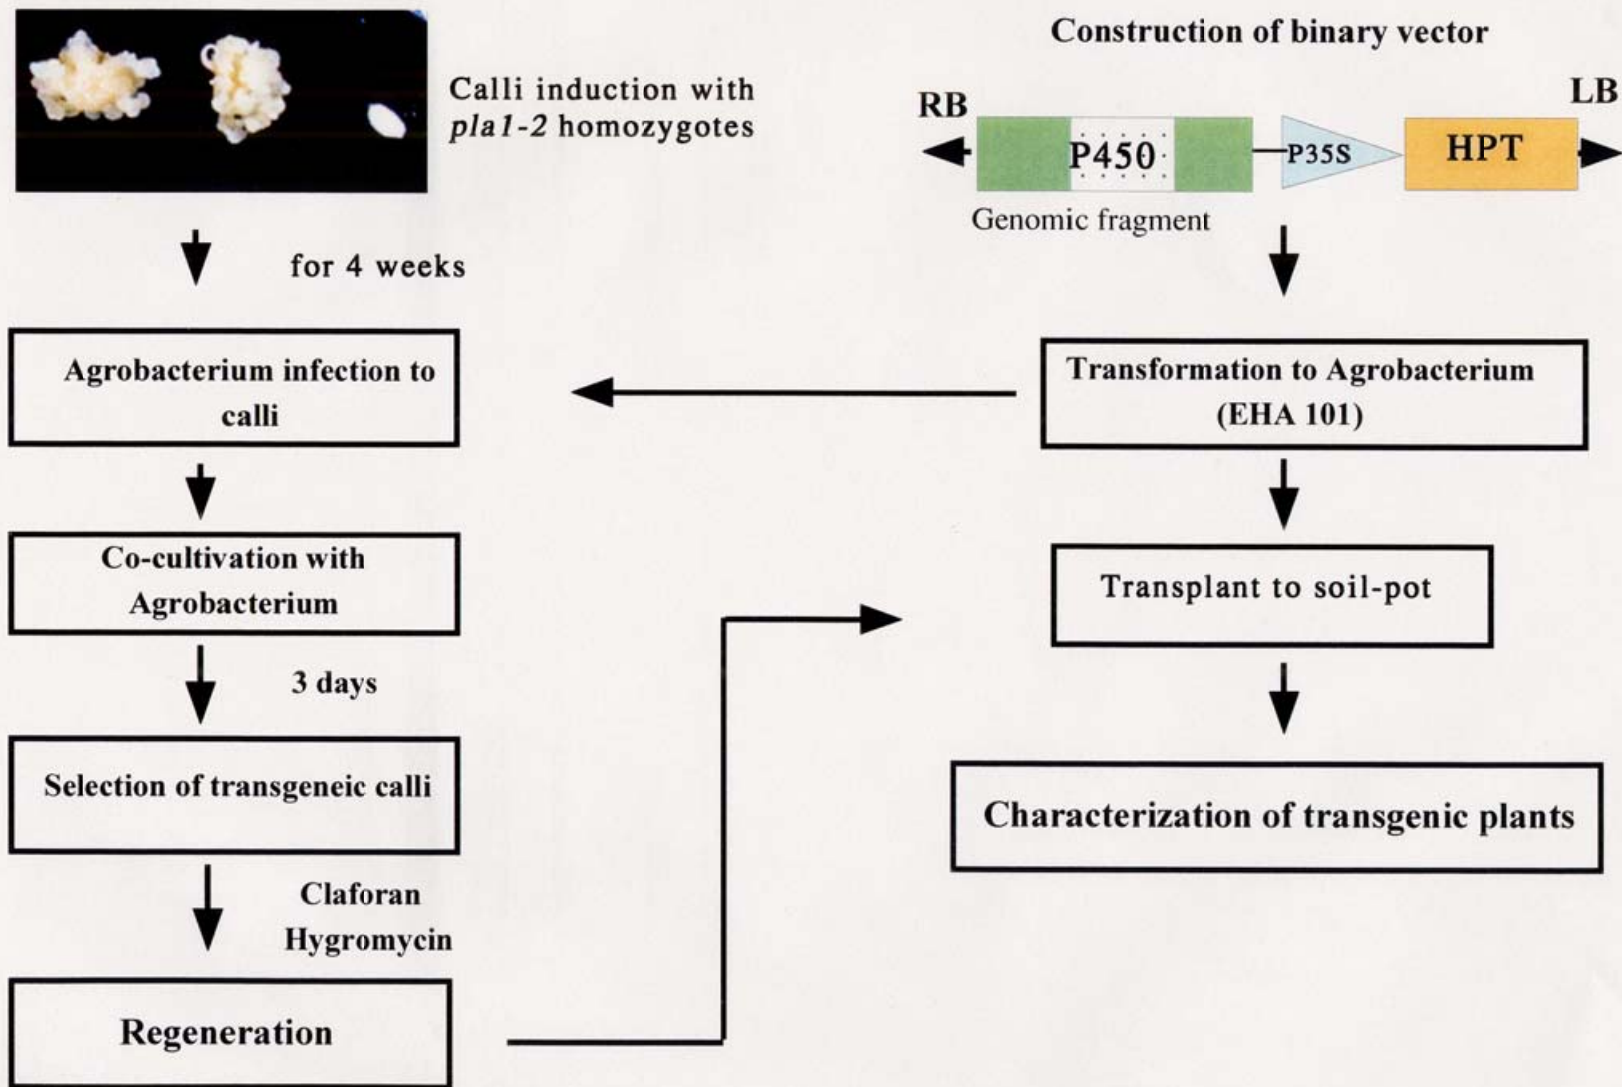 Calli induction with
pla1-2 homozygotes
for 4 weeks
Agrobacterium infection to
calli
Co-cultivation with
Agrobacterium
3 days
Selection of transgeneic calli
Claforan
Hygromycin
Regeneration
Construction of binary vector
RB
LB
P450
P35S
HPT
Genomic fragment
Transformation to Agrobacterium
(EHA 101)
Transplant to soil-pot
Characterization of transgenic plants